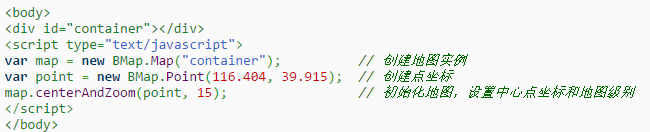 <body>
<div id="container"></div>
<script type="text/javascript">
var map = new BMap.Map("container");          // 创建地图实例
var point = new BMap.Point(116.404, 39.915);  // 创建点坐标
map.centerAndZoom(point, 15);                 // 初始化地图，设置中心点坐标和地图级别
</script>
</body>